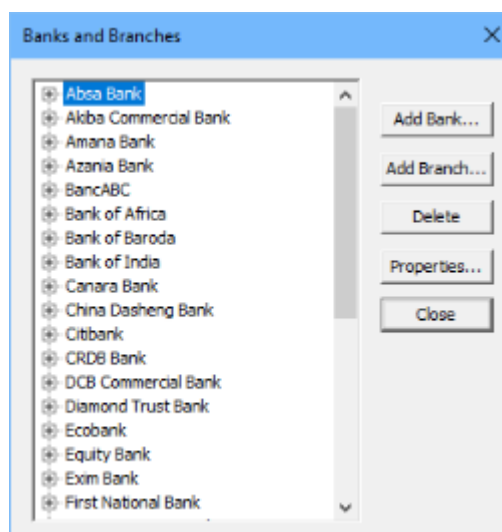 Banks and Branches
Absa Bank
Akiba Commercial Bank
Amana Bank
Azania Bank
BancABC
Bank of Africa
Bank of Baroda
Bank of India
Canara Bank
China Dasheng Bank
Citibank
CRDB Bank
DCB Commercial Bank
Diamond Trust Bank
Ecobank
Equity Bank
Exim Bank
First National Bank
Add Bank...
Add Branch...
Delete
Properties...
Close